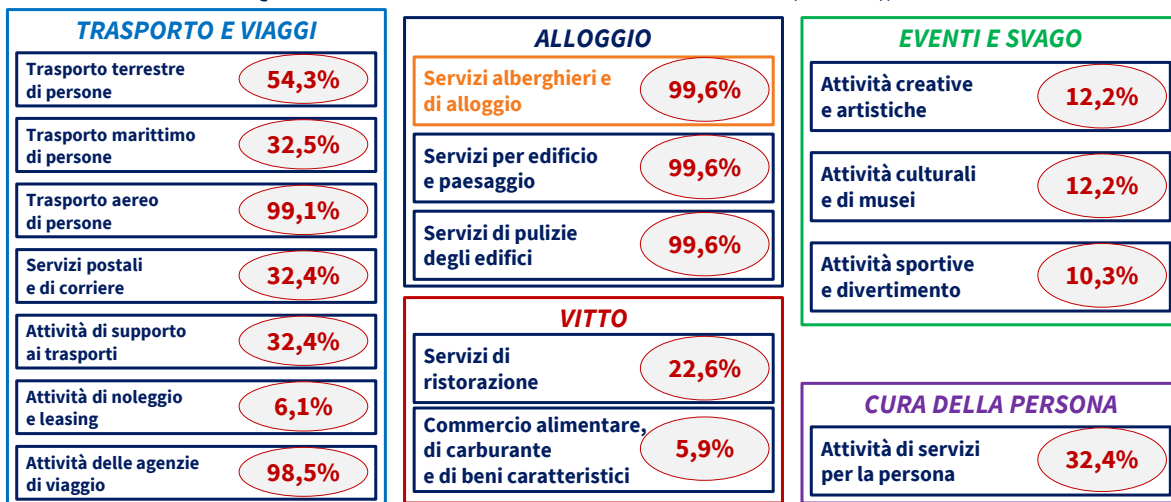 TRASPORTO E VIAGGI
Trasporto terrestre
di persone
54,3%
Trasporto marittimo
di persone
32,5%
Trasporto aereo
di persone
99,1%
Servizi postali
e di corriere
32,4%
Attività di supporto
ai trasporti
32,4%
Attività di noleggio
e leasing
6,1%
Attività delle agenzie
di viaggio
98,5%
ALLOGGIO
Servizi alberghieri e
di alloggio
99,6%
Servizi per edificio
e paesaggio
99,6%
Servizi di pulizie
degli edifici
99,6%
VITTO
Servizi di
ristorazione
22,6%
Commercio alimentare,
di carburante
e di beni caratteristici
5,9%
EVENTI E SVAGO
Attività creative
e artistiche
12,2%
Attività culturali
e di musei
12,2%
Attività sportive
e divertimento
10,3%
CURA DELLA PERSONA
Attività di servizi
per la persona
32,4%